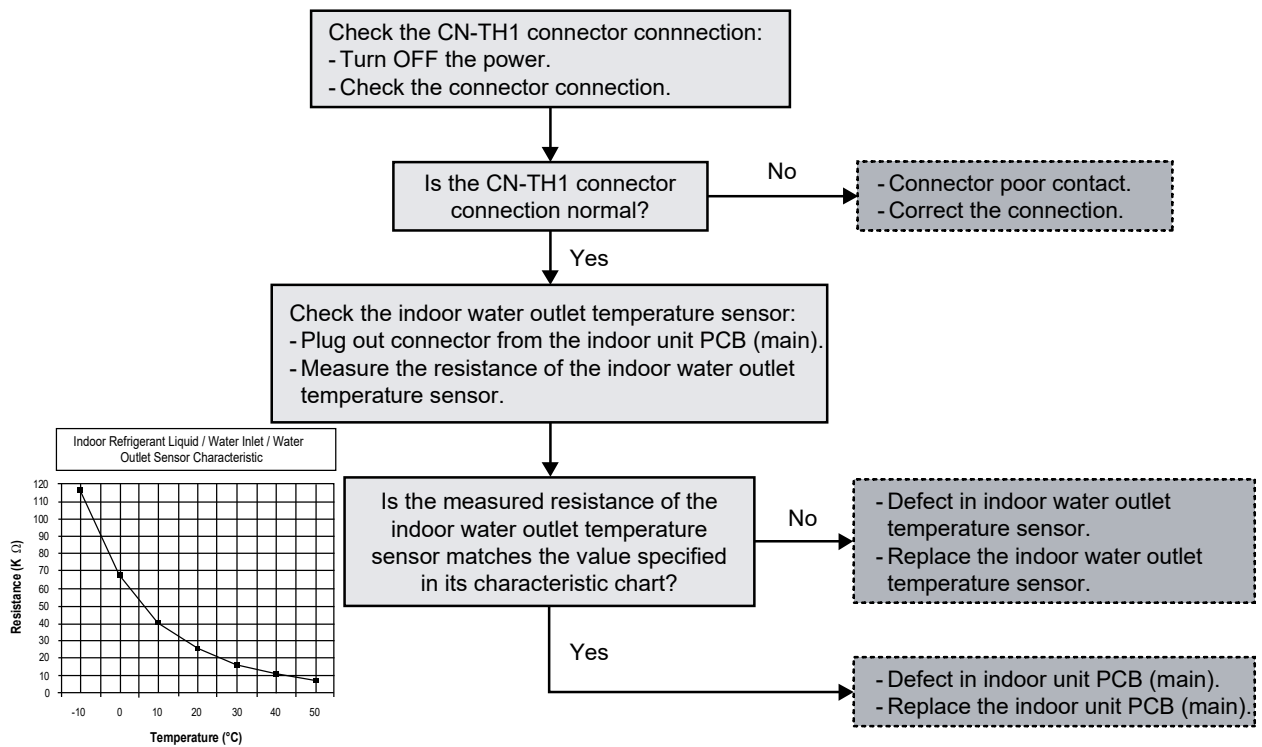 Check the CN-TH1 connector connnection:
- Turn OFF the power.
- Check the connector connection.
Is the CN-TH1 connector
connection normal?
No
- Connector poor contact.
- Correct the connection.
Yes
Check the indoor water outlet temperature sensor:
- Plug out connector from the indoor unit PCB (main).
- Measure the resistance of the indoor water outlet
temperature sensor.
Indoor Refrigerant Liquid / Water Inlet / Water
Outlet Sensor Characteristic
120
110
100
90
80
70
60
50
40
30
20
10
0
Resistance (K Ω)
-10 0 10 20 30 40 50
Temperature (°C)
Is the measured resistance of the
indoor water outlet temperature
sensor matches the value specified
in its characteristic chart?
No
- Defect in indoor water outlet
temperature sensor.
- Replace the indoor water outlet
temperature sensor.
Yes
- Defect in indoor unit PCB (main).
- Replace the indoor unit PCB (main).